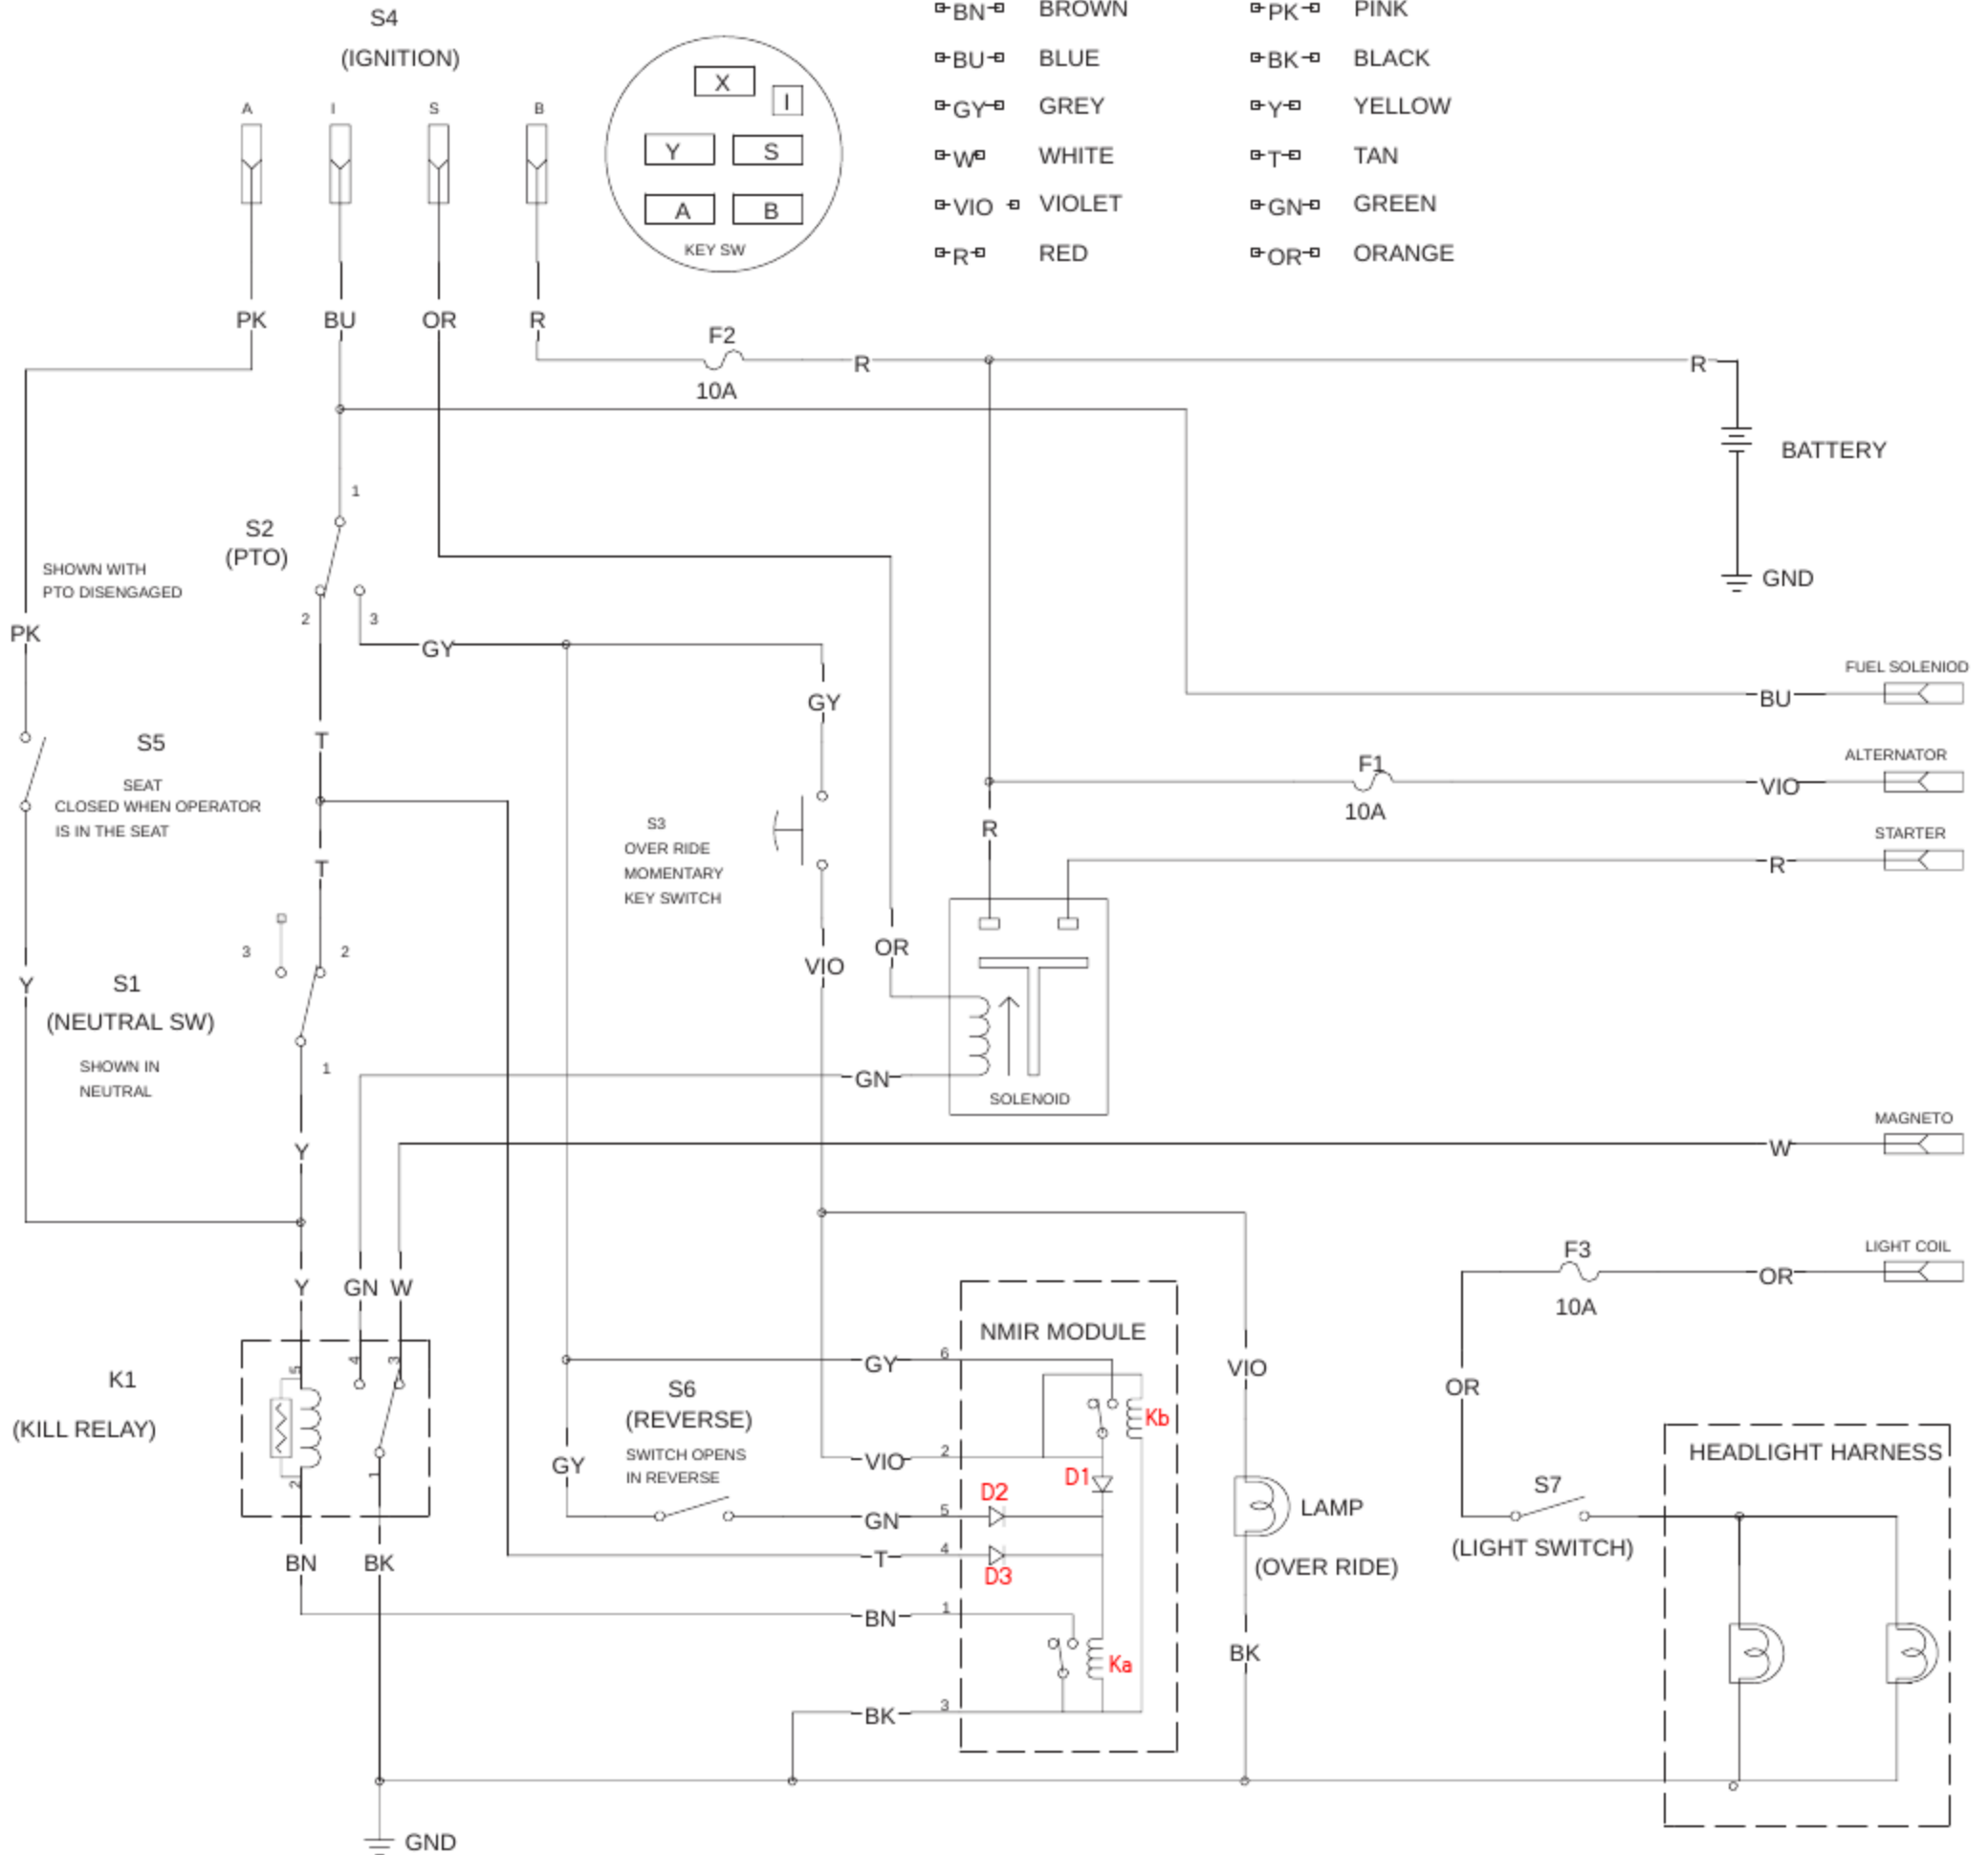 S4
(IGNITION)
A
I
S
B
X
I
Y
S
A
B
KEY SW
BN BROWN
PK PINK
BU BLUE
BK BLACK
GY GREY
Y YELLOW
W WHITE
T TAN
VIO VIOLET
GN GREEN
R RED
OR ORANGE
PK
BU
OR
R
F2
10A
R
R
BATTERY
GND
1
S2
(PTO)
SHOWN WITH
PTO DISENGAGED
2
3
PK
GY
GY
FUEL SOLENIOD
BU
T
S5
SEAT
CLOSED WHEN OPERATOR
IS IN THE SEAT
S3
OVER RIDE
MOMENTARY
KEY SWITCH
F1
10A
VIO
ALTERNATOR
R
STARTER
R
T
3
2
VIO
OR
Y
S1
(NEUTRAL SW)
SHOWN IN
NEUTRAL
1
GN
SOLENOID
Y
MAGNETO
W
Y
GN
W
F3
10A
LIGHT COIL
OR
K1
(KILL RELAY)
5
4
3
2
1
NMIR MODULE
GY
6
VIO
OR
S6
(REVERSE)
SWITCH OPENS
IN REVERSE
Kb
HEADLIGHT HARNESS
GY
VIO
2
D1
D2
GN
5
LAMP
(OVER RIDE)
S7
(LIGHT SWITCH)
T
4
D3
BN
BK
BN
1
Ka
BK
BK
3
GND